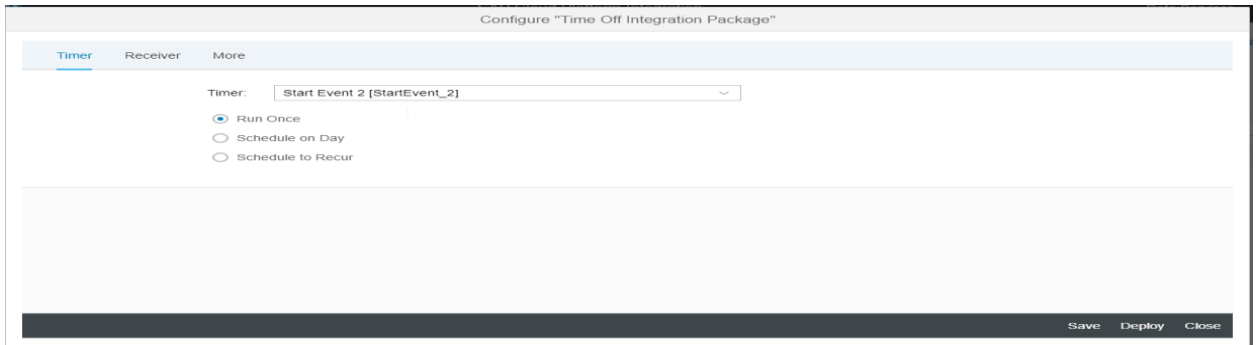 Configure "Time Off Integration Package"
Timer Receiver More
Timer: Start Event 2 [StartEvent_2]
Run Once
Schedule on Day
Schedule to Recur
Save Deploy Close